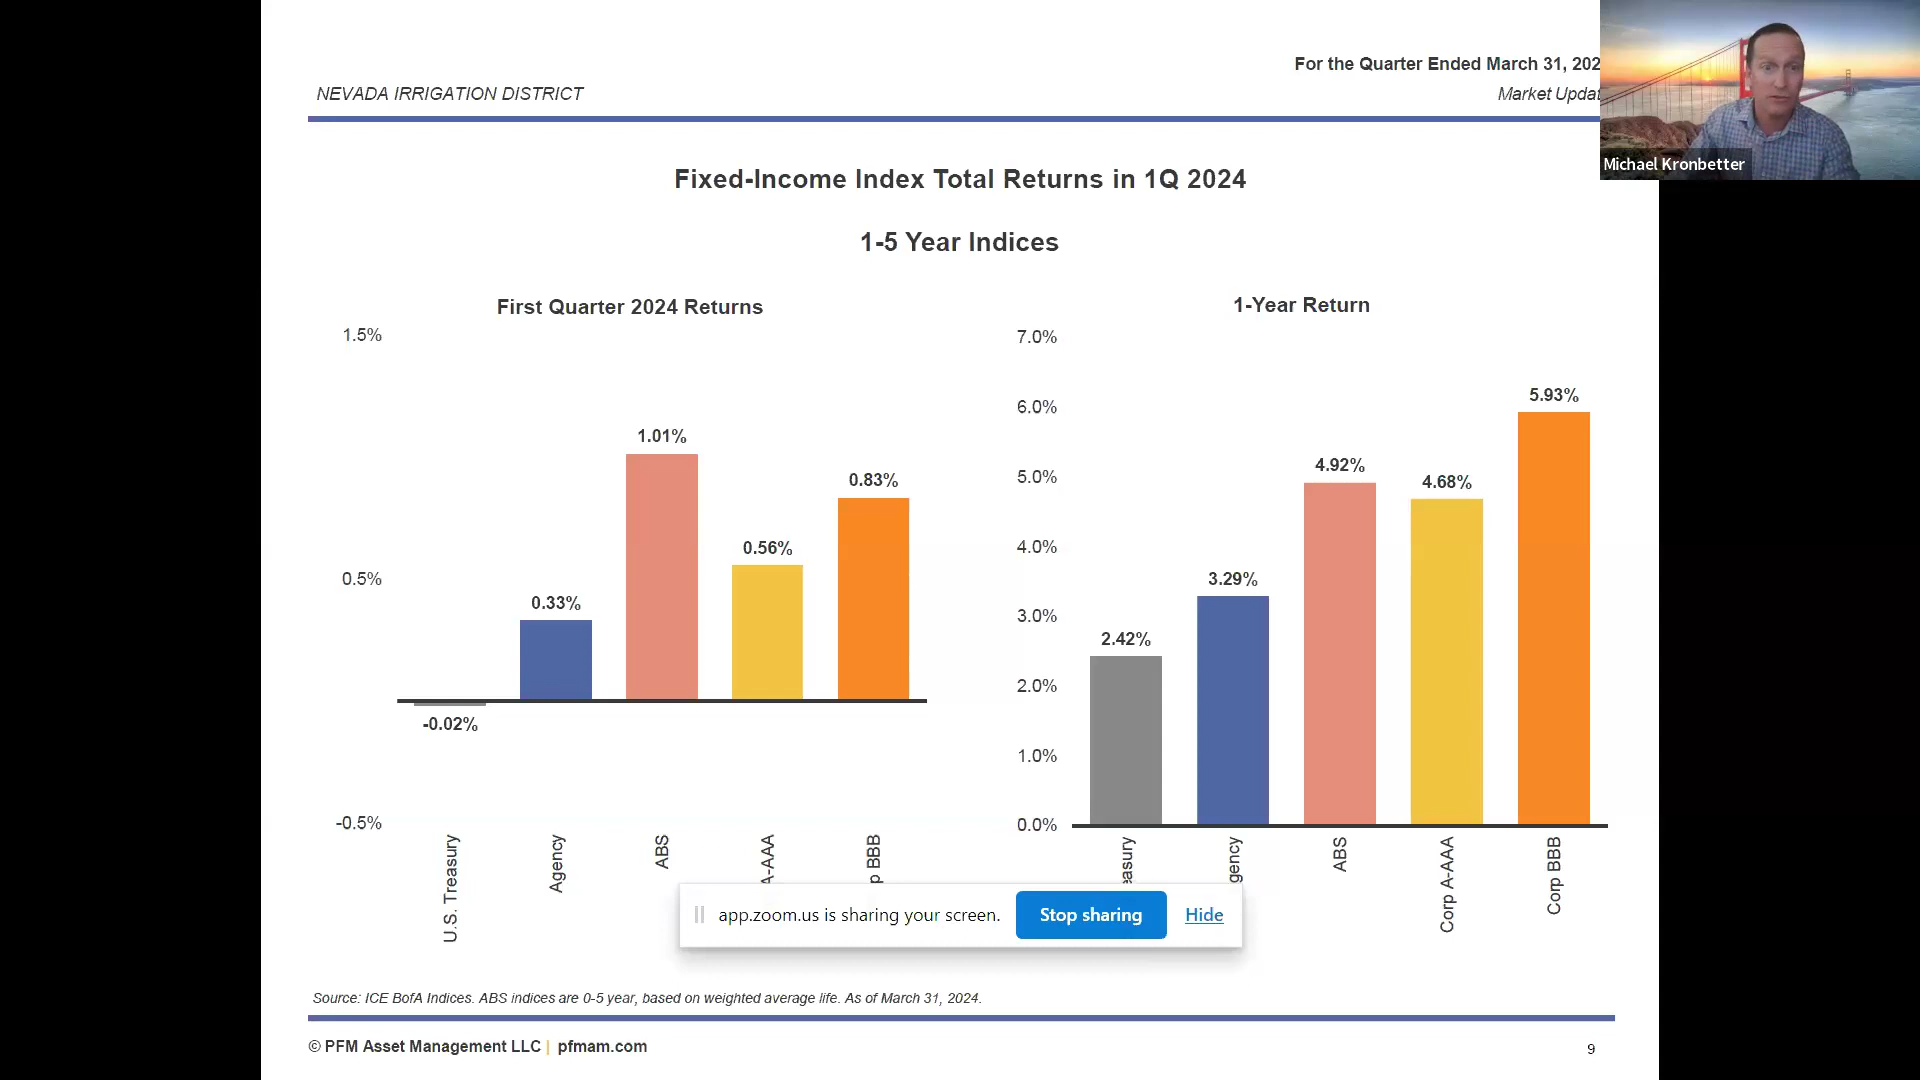 For the Quarter Ended March 31, 202
NEVADA IRRIGATION DISTRICT
Market Updat
Michael Kronbetter
Fixed-Income Index Total Returns in 1Q 2024
1-5 Year Indices
First Quarter 2024 Returns
1.5%
0.5%
-0.5%
-0.02%
0.33%
1.01%
0.56%
0.83%
U.S. Treasury
Agency
ABS
A-AAA
p BBB
1-Year Return
7.0%
6.0%
5.0%
4.0%
3.0%
2.0%
1.0%
0.0%
2.42%
3.29%
4.92%
4.68%
5.93%
easury
gency
ABS
Corp A-AAA
Corp BBB
app.zoom.us is sharing your screen.
Stop sharing
Hide
Source: ICE BofA Indices. ABS indices are 0-5 year, based on weighted average life. As of March 31, 2024.
© PFM Asset Management LLC | pfmam.com
9